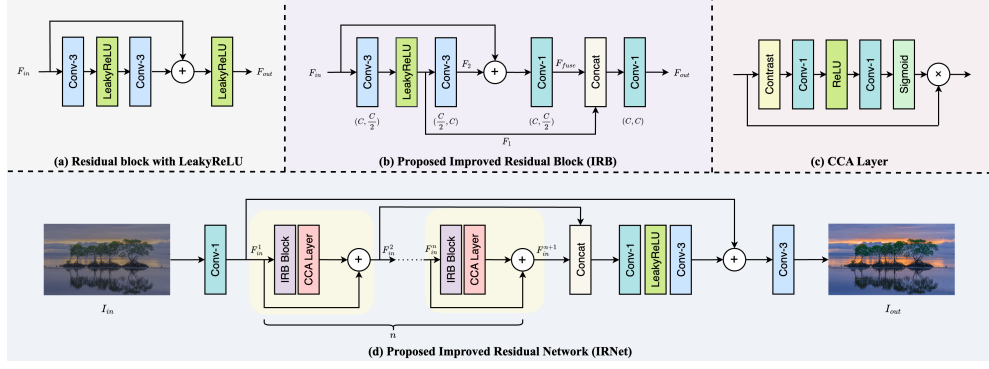 F_in
Conv-3
LeakyReLU
Conv-3
+
LeakyReLU
F_out
(a) Residual block with LeakyReLU
F_in
Conv-3
(C, C/2)
LeakyReLU
Conv-3
(C/2, C)
F_2
+
Conv-1
(C, C/2)
F_fuse
Concat
Conv-1
(C, C)
F_out
F_1
(b) Proposed Improved Residual Block (IRB)
Contrast
Conv-1
ReLU
Conv-1
Sigmoid
×
(c) CCA Layer
I_in
Conv-1
F_in^1
IRB Block
CCA Layer
+
F_in^2
......
F_in^n
IRB Block
CCA Layer
+
F_in^{n+1}
n
Concat
Conv-1
LeakyReLU
Conv-3
+
Conv-3
I_out
(d) Proposed Improved Residual Network (IRNet)